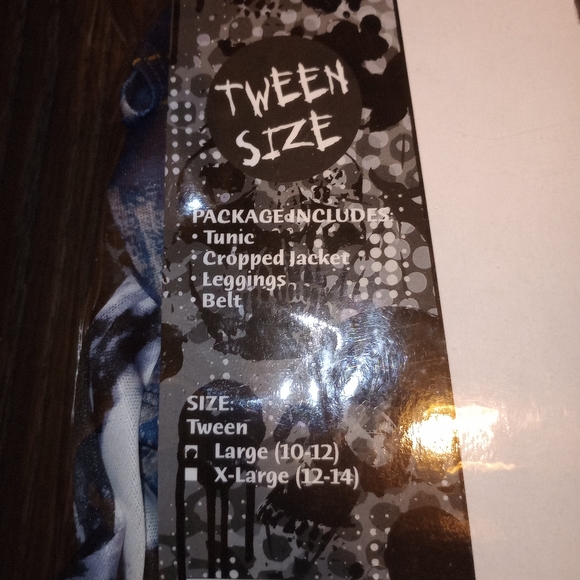 TWEEN
SIZE
PACKAGE INCLUDES:
• Tunic
• Cropped Jacket
• Leggings
• Belt
SIZE:
Tween
Large (10-12)
X-Large (12-14)